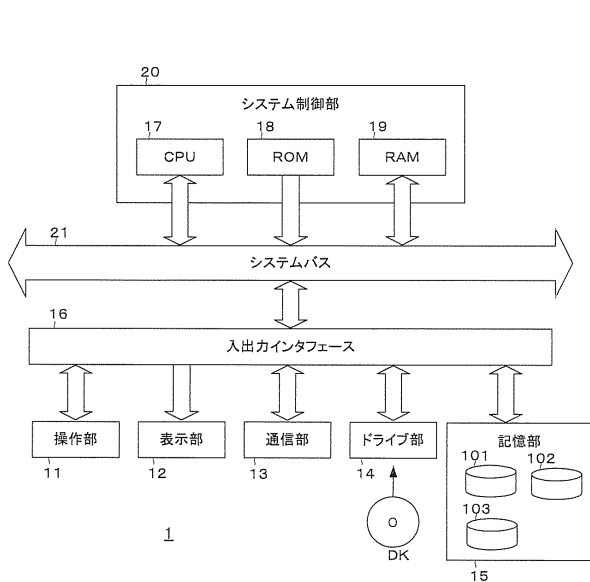 20
システム制御部
17
18
19
CPU
ROM
RAM
21
システムバス
16
入出力インタフェース
操作部
表示部
通信部
ドライブ部
記憶部
11
12
13
14
101
102
103
1
DK
15